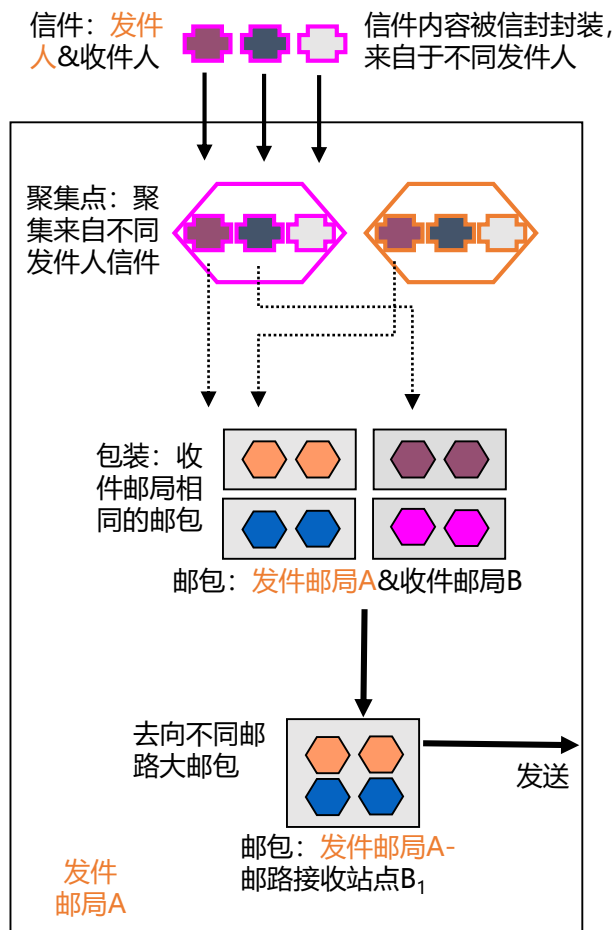 信件：发件
人&收件人
信件内容被信封封装，
来自于不同发件人
聚集点：聚
集来自不同
发件人信件
包装：收
件邮局相
同的邮包
邮包：发件邮局A&收件邮局B
去向不同邮
路大邮包
发送
邮包：发件邮局A-
邮路接收站点B₁
发件
邮局A